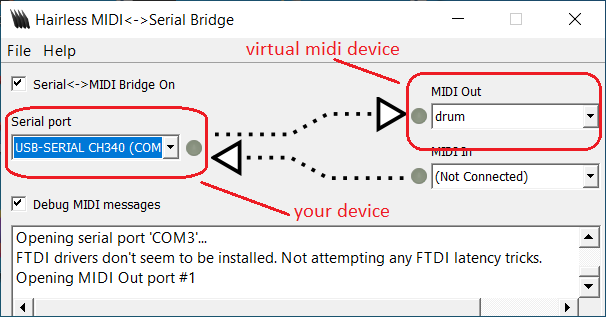 Hairless MIDI<->Serial Bridge
File Help
virtual midi device
Serial<->MIDI Bridge On
MIDI Out
Serial port
drum
USB-SERIAL CH340 (COM
MIDI In
(Not Connected)
Debug MIDI messages
your device
Opening serial port 'COM3'...
FTDI drivers don't seem to be installed. Not attempting any FTDI latency tricks.
Opening MIDI Out port #1